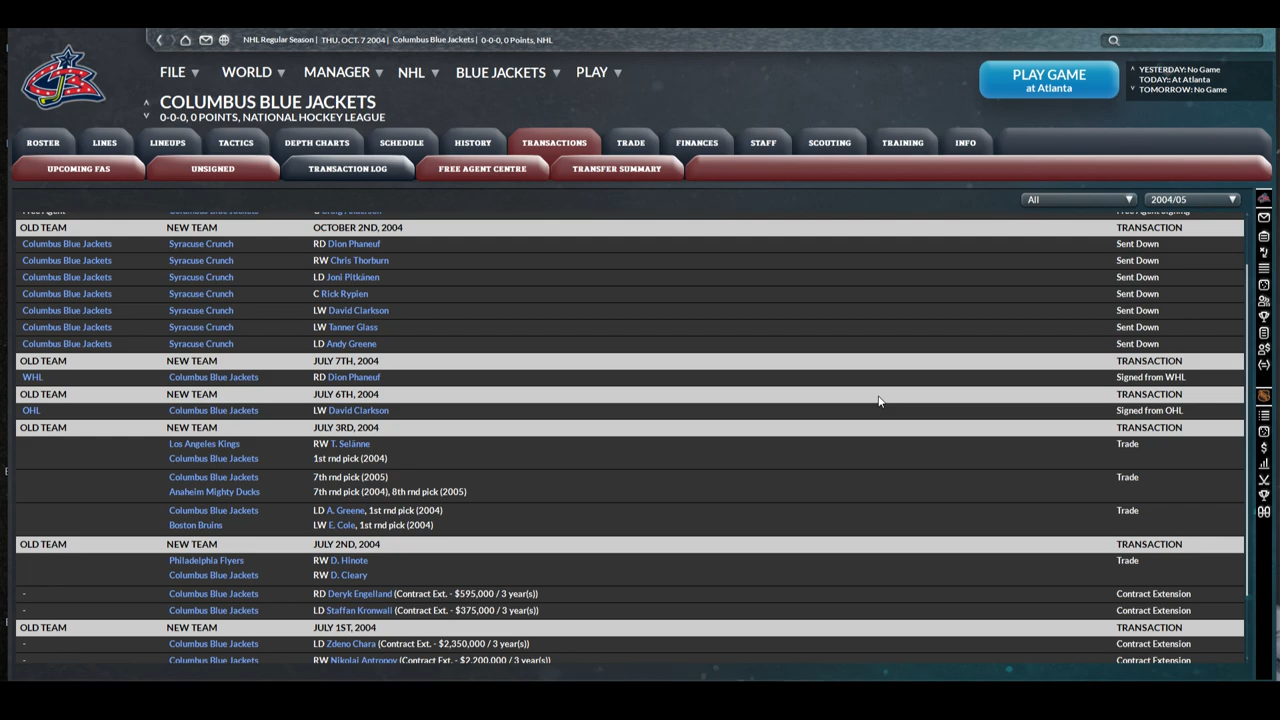 NHL Regular Season | THU, OCT. 7 2004 | Columbus Blue Jackets | 0-0-0, 0 Points, NHL
FILE WORLD MANAGER NHL BLUE JACKETS PLAY
PLAY GAME
at Atlanta
YESTERDAY: No Game
TODAY: At Atlanta
TOMORROW: No Game
COLUMBUS BLUE JACKETS
0-0-0, 0 POINTS, NATIONAL HOCKEY LEAGUE
ROSTER LINES LINEUPS TACTICS DEPTH CHARTS SCHEDULE HISTORY TRANSACTIONS TRADE FINANCES STAFF SCOUTING TRAINING INFO
UPCOMING FAS UNSIGNED TRANSACTION LOG FREE AGENT CENTRE TRANSFER SUMMARY
All 2004/05
OLD TEAM NEW TEAM OCTOBER 2ND, 2004 TRANSACTION
Columbus Blue Jackets Syracuse Crunch RD Dion Phaneuf Sent Down
Columbus Blue Jackets Syracuse Crunch RW Chris Thorburn Sent Down
Columbus Blue Jackets Syracuse Crunch LD Joni Pitkänen Sent Down
Columbus Blue Jackets Syracuse Crunch C Rick Rypien Sent Down
Columbus Blue Jackets Syracuse Crunch LW David Clarkson Sent Down
Columbus Blue Jackets Syracuse Crunch LW Tanner Glass Sent Down
Columbus Blue Jackets Syracuse Crunch LD Andy Greene Sent Down
OLD TEAM NEW TEAM JULY 7TH, 2004 TRANSACTION
WHL Columbus Blue Jackets RD Dion Phaneuf Signed from WHL
OLD TEAM NEW TEAM JULY 6TH, 2004 TRANSACTION
OHL Columbus Blue Jackets LW David Clarkson Signed from OHL
OLD TEAM NEW TEAM JULY 3RD, 2004 TRANSACTION
Los Angeles Kings RW T. Selänne Trade
Columbus Blue Jackets 1st rnd pick (2004)
Columbus Blue Jackets 7th rnd pick (2005) Trade
Anaheim Mighty Ducks 7th rnd pick (2004), 8th rnd pick (2005)
Columbus Blue Jackets LD A. Greene, 1st rnd pick (2004) Trade
Boston Bruins LW E. Cole, 1st rnd pick (2004)
OLD TEAM NEW TEAM JULY 2ND, 2004 TRANSACTION
Philadelphia Flyers RW D. Hinote Trade
Columbus Blue Jackets RW D. Cleary
- Columbus Blue Jackets RD Deryk Engelland (Contract Ext. - $595,000 / 3 year(s)) Contract Extension
- Columbus Blue Jackets LD Staffan Kronwall (Contract Ext. - $375,000 / 3 year(s)) Contract Extension
OLD TEAM NEW TEAM JULY 1ST, 2004 TRANSACTION
- Columbus Blue Jackets LD Zdeno Chara (Contract Ext. - $2,350,000 / 3 year(s)) Contract Extension
- Columbus Blue Jackets RW Nikolai Antropov (Contract Ext. - $2,200,000 / 3 year(s)) Contract Extension